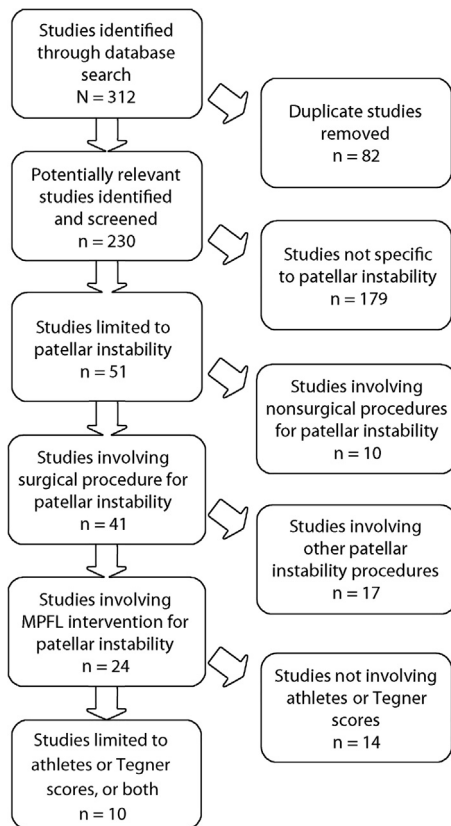 Studies identified
through database
search
N = 312
Duplicate studies
removed
n = 82
Potentially relevant
studies identified
and screened
n = 230
Studies not specific
to patellar instability
n = 179
Studies limited to
patellar instability
n = 51
Studies involving
nonsurgical procedures
for patellar instability
n = 10
Studies involving
surgical procedure for
patellar instability
n = 41
Studies involving
other patellar
instability procedures
n = 17
Studies involving
MPFL intervention for
patellar instability
n = 24
Studies not involving
athletes or Tegner
scores
n = 14
Studies limited to
athletes or Tegner
scores, or both
n = 10